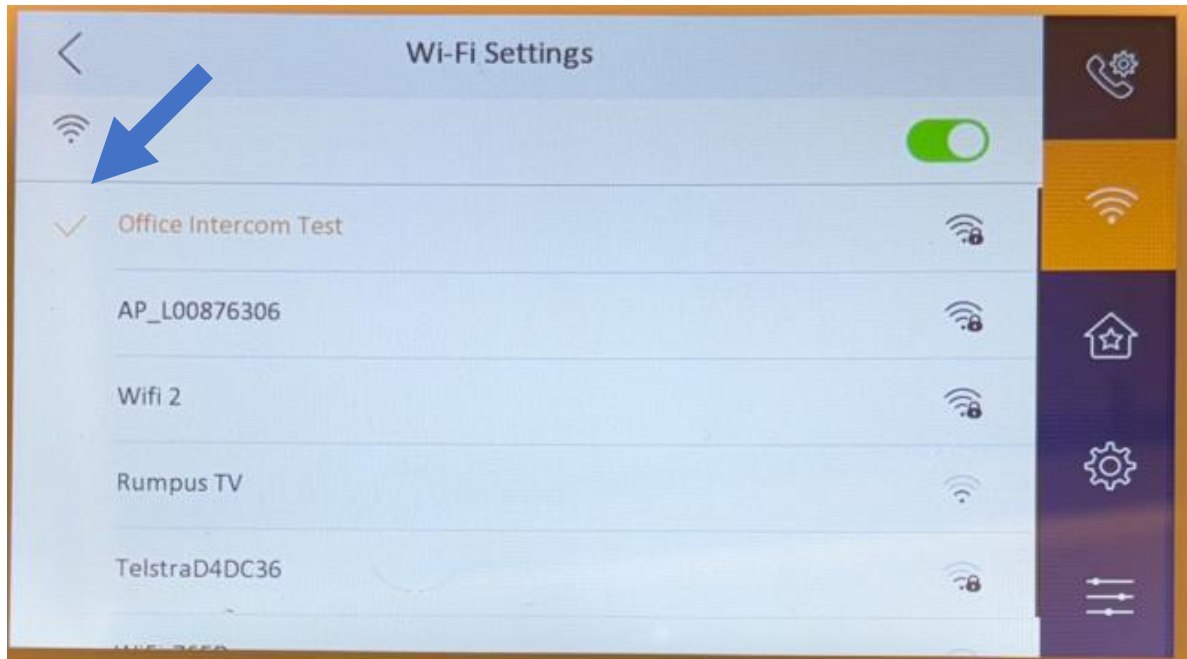 Wi-Fi Settings
Office Intercom Test
AP_L00876306
Wifi 2
Rumpus TV
TelstraD4DC36